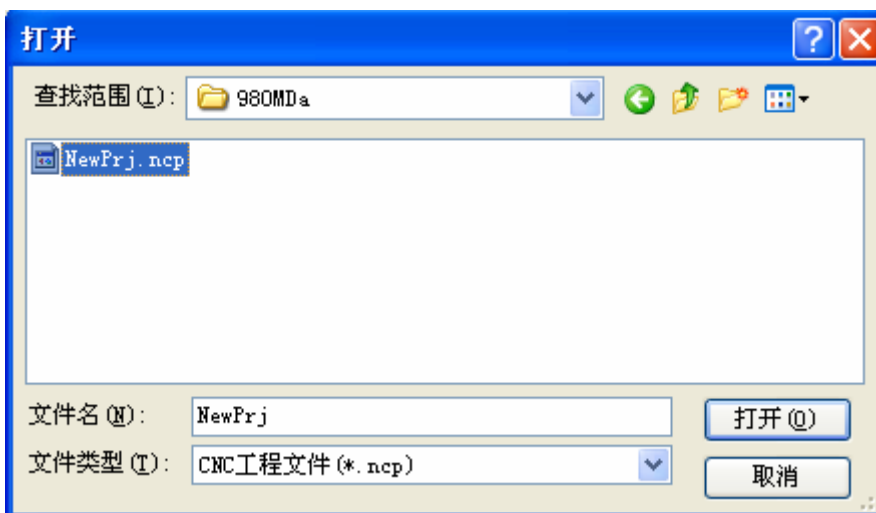 打开
查找范围(I): 980MDa
NewPrj.ncp
文件名(N): NewPrj 打开(O)
文件类型(T): CNC工程文件(*.ncp) 取消